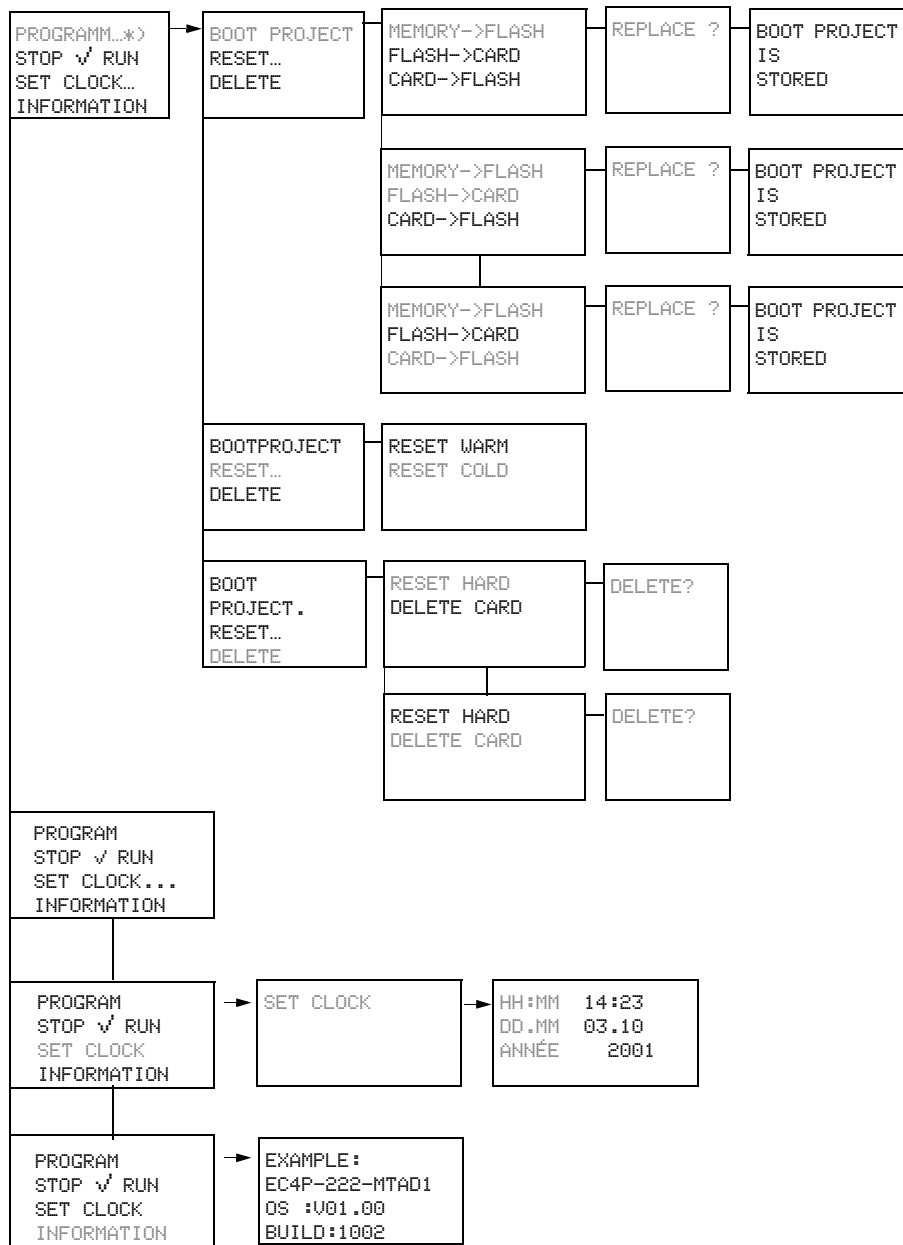 PROGRAMM…*)
STOP √ RUN
SET CLOCK…
INFORMATION
BOOT PROJECT
RESET…
DELETE
MEMORY->FLASH
FLASH->CARD
CARD->FLASH
REPLACE ?
BOOT PROJECT
IS
STORED
MEMORY->FLASH
FLASH->CARD
CARD->FLASH
REPLACE ?
BOOT PROJECT
IS
STORED
MEMORY->FLASH
FLASH->CARD
CARD->FLASH
REPLACE ?
BOOT PROJECT
IS
STORED
BOOTPROJECT
RESET…
DELETE
RESET WARM
RESET COLD
BOOT
PROJECT.
RESET…
DELETE
RESET HARD
DELETE CARD
DELETE?
RESET HARD
DELETE CARD
DELETE?
PROGRAM
STOP √ RUN
SET CLOCK...
INFORMATION
PROGRAM
STOP √ RUN
SET CLOCK
INFORMATION
SET CLOCK
HH:MM 14:23
DD.MM 03.10
ANNÉE 2001
PROGRAM
STOP √ RUN
SET CLOCK
INFORMATION
EXAMPLE:
EC4P-222-MTAD1
OS :V01.00
BUILD:1002